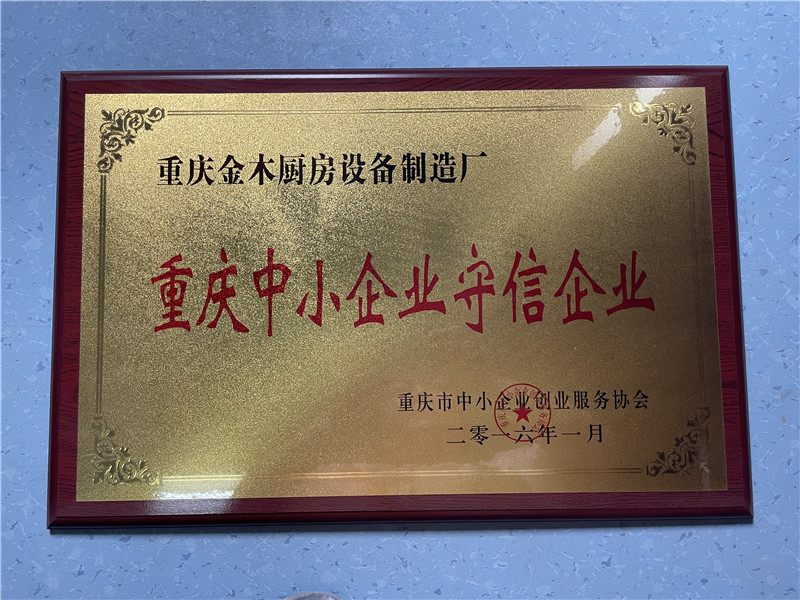 重庆金木厨房设备制造厂
重庆中小企业守信企业
重庆市中小企业创业服务协会
二零一六年一月